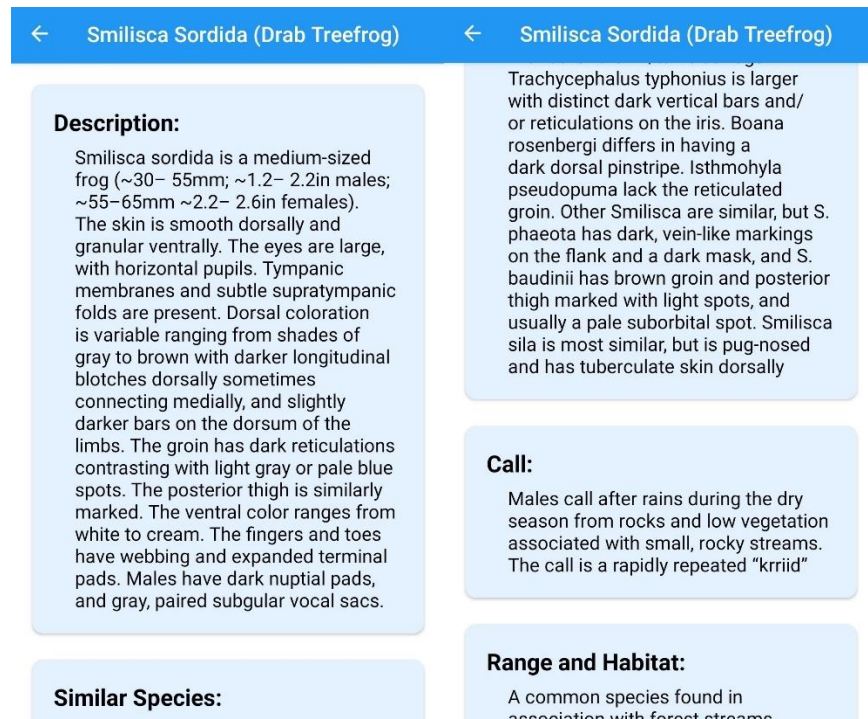 Smilisca Sordida (Drab Treefrog)
Description:
Smilisca sordida is a medium-sized
frog (~30– 55mm; ~1.2– 2.2in males;
~55–65mm ~2.2– 2.6in females).
The skin is smooth dorsally and
granular ventrally. The eyes are large,
with horizontal pupils. Tympanic
membranes and subtle supratympanic
folds are present. Dorsal coloration
is variable ranging from shades of
gray to brown with darker longitudinal
blotches dorsally sometimes
connecting medially, and slightly
darker bars on the dorsum of the
limbs. The groin has dark reticulations
contrasting with light gray or pale blue
spots. The posterior thigh is similarly
marked. The ventral color ranges from
white to cream. The fingers and toes
have webbing and expanded terminal
pads. Males have dark nuptial pads,
and gray, paired subgular vocal sacs.
Similar Species:
Smilisca Sordida (Drab Treefrog)
Trachycephalus typhonius is larger
with distinct dark vertical bars and/
or reticulations on the iris. Boana
rosenbergi differs in having a
dark dorsal pinstripe. Isthmohyla
pseudopuma lack the reticulated
groin. Other Smilisca are similar, but S.
phaeota has dark, vein-like markings
on the flank and a dark mask, and S.
baudinii has brown groin and posterior
thigh marked with light spots, and
usually a pale suborbital spot. Smilisca
sila is most similar, but is pug-nosed
and has tuberculate skin dorsally
Call:
Males call after rains during the dry
season from rocks and low vegetation
associated with small, rocky streams.
The call is a rapidly repeated “krriid”
Range and Habitat:
A common species found in
association with forest streams